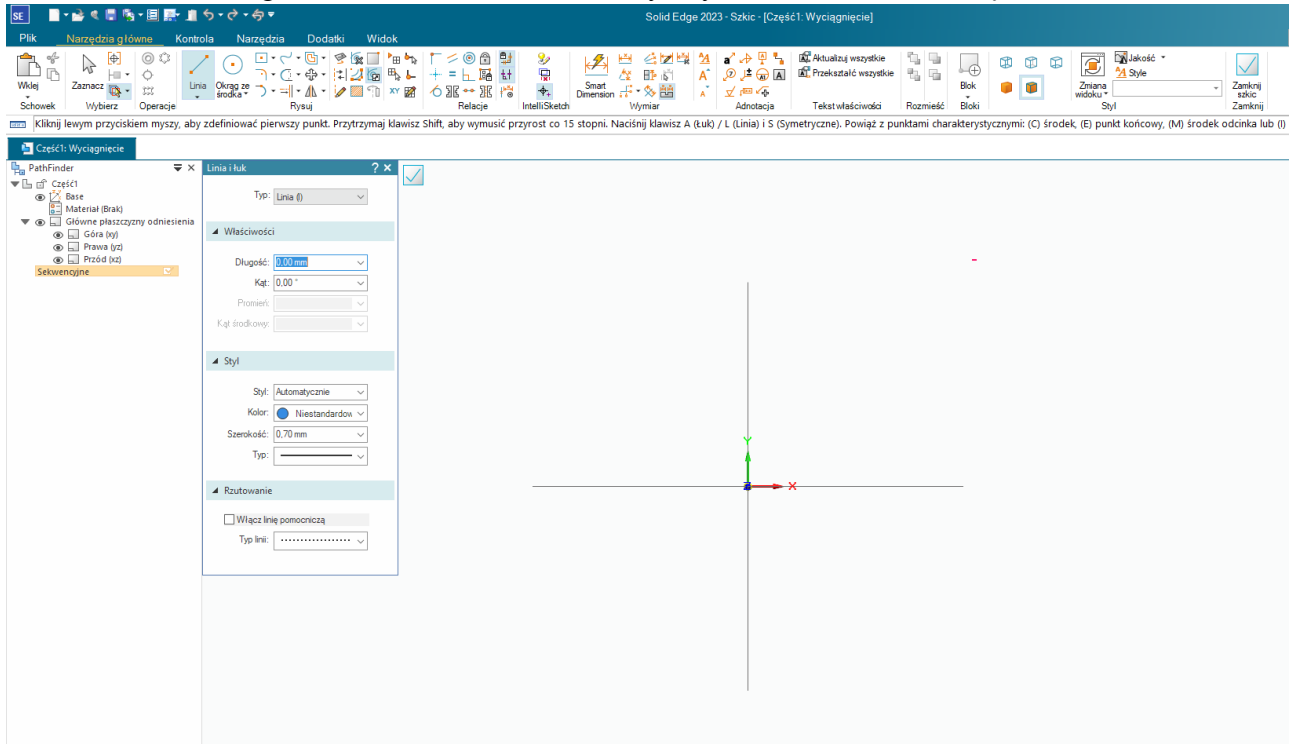 SE Solid Edge 2023 - Szkic - [Część1: Wyciągnięcie]
Plik Narzędzia główne Kontrola Narzędzia Dodatki Widok
Wklej Zaznacz Linia Okrąg ze środka Smart Dimension Aktualizuj wszystkie Przekształć wszystkie Blok Zmiana widoku Jakość Style Zamknij szkic
Schowek Wybierz Operacje Rysuj Relacje IntelliSketch Wymiar Adnotacja Tekst właściwości Rozmieść Bloki Styl Zamknij
Kliknij lewym przyciskiem myszy, aby zdefiniować pierwszy punkt. Przytrzymaj klawisz Shift, aby wymusić przyrost co 15 stopni. Naciśnij klawisz A (Łuk) / L (Linia) i S (Symetryczne). Powiąż z punktami charakterystycznymi: (C) środek, (E) punkt końcowy, (M) środek odcinka lub (I)
Część1: Wyciągnięcie
PathFinder
Część1
Base
Materiał (Brak)
Główne płaszczyzny odniesienia
Góra (xy)
Prawa (yz)
Przód (xz)
Sekwencyjne
Linia i łuk ? ×
Typ: Linia (l)
Właściwości
Długość: 0,00 mm
Kąt: 0,00 °
Promień:
Kąt środkowy:
Styl
Styl: Automatycznie
Kolor: Niestandardow
Szerokość: 0,70 mm
Typ:
Rzutowanie
Włącz linię pomocniczą
Typ linii:
Y
Z X